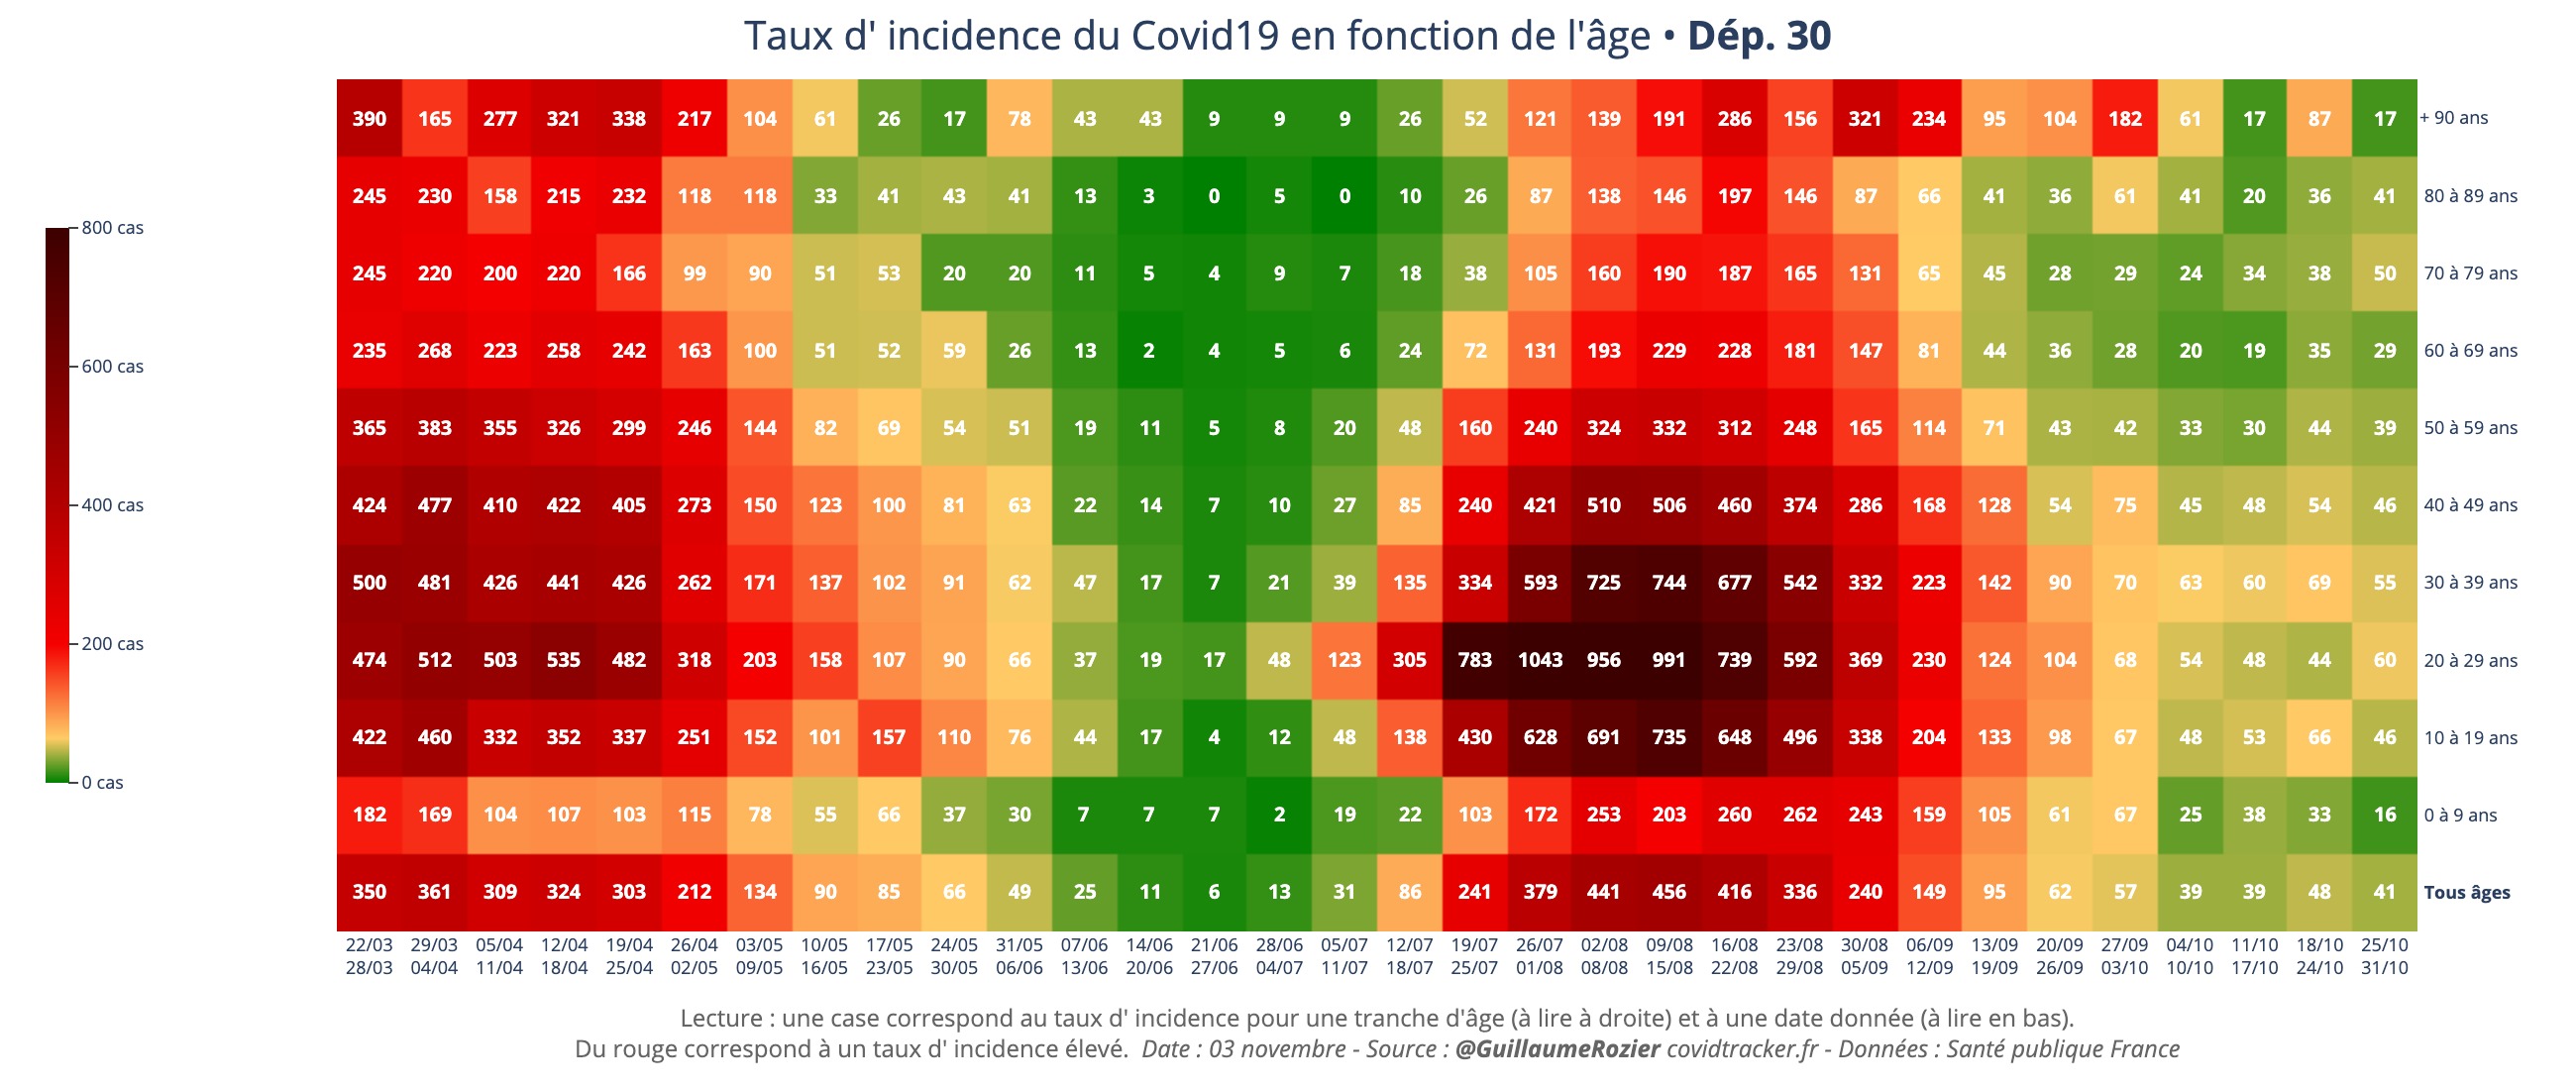 Taux d' incidence du Covid19 en fonction de l'âge • Dép. 30
800 cas
600 cas
400 cas
200 cas
0 cas
390 165 277 321 338 217 104 61 26 17 78 43 43 9 9 9 26 52 121 139 191 286 156 321 234 95 104 182 61 17 87 17 + 90 ans
245 230 158 215 232 118 118 33 41 43 41 13 3 0 5 0 10 26 87 138 146 197 146 87 66 41 36 61 41 20 36 41 80 à 89 ans
245 220 200 220 166 99 90 51 53 20 20 11 5 4 9 7 18 38 105 160 190 187 165 131 65 45 28 29 24 34 38 50 70 à 79 ans
235 268 223 258 242 163 100 51 52 59 26 13 2 4 5 6 24 72 131 193 229 228 181 147 81 44 36 28 20 19 35 29 60 à 69 ans
365 383 355 326 299 246 144 82 69 54 51 19 11 5 8 20 48 160 240 324 332 312 248 165 114 71 43 42 33 30 44 39 50 à 59 ans
424 477 410 422 405 273 150 123 100 81 63 22 14 7 10 27 85 240 421 510 506 460 374 286 168 128 54 75 45 48 54 46 40 à 49 ans
500 481 426 441 426 262 171 137 102 91 62 47 17 7 21 39 135 334 593 725 744 677 542 332 223 142 90 70 63 60 69 55 30 à 39 ans
474 512 503 535 482 318 203 158 107 90 66 37 19 17 48 123 305 783 1043 956 991 739 592 369 230 124 104 68 54 48 44 60 20 à 29 ans
422 460 332 352 337 251 152 101 157 110 76 44 17 4 12 48 138 430 628 691 735 648 496 338 204 133 98 67 48 53 66 46 10 à 19 ans
182 169 104 107 103 115 78 55 66 37 30 7 7 7 2 19 22 103 172 253 203 260 262 243 159 105 61 67 25 38 33 16 0 à 9 ans
350 361 309 324 303 212 134 90 85 66 49 25 11 6 13 31 86 241 379 441 456 416 336 240 149 95 62 57 39 39 48 41 Tous âges
22/03 29/03 05/04 12/04 19/04 26/04 03/05 10/05 17/05 24/05 31/05 07/06 14/06 21/06 28/06 05/07 12/07 19/07 26/07 02/08 09/08 16/08 23/08 30/08 06/09 13/09 20/09 27/09 04/10 11/10 18/10 25/10
28/03 04/04 11/04 18/04 25/04 02/05 09/05 16/05 23/05 30/05 06/06 13/06 20/06 27/06 04/07 11/07 18/07 25/07 01/08 08/08 15/08 22/08 29/08 05/09 12/09 19/09 26/09 03/10 10/10 17/10 24/10 31/10
Lecture : une case correspond au taux d' incidence pour une tranche d'âge (à lire à droite) et à une date donnée (à lire en bas).
Du rouge correspond à un taux d' incidence élevé. Date : 03 novembre - Source : @GuillaumeRozier covidtracker.fr - Données : Santé publique France